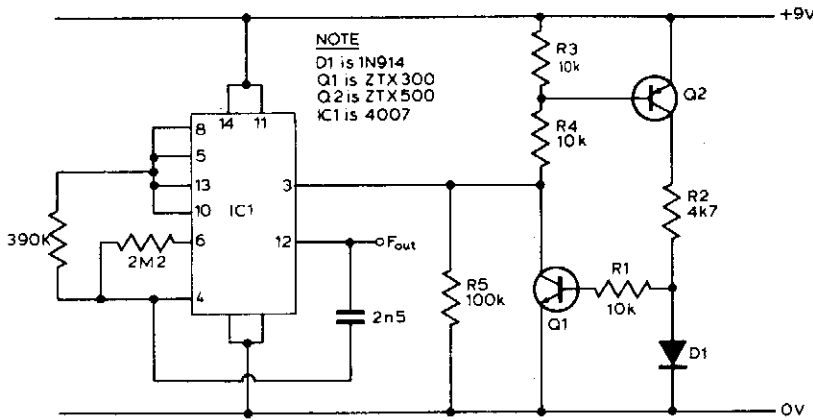 +9V
NOTE
D1 is 1N914
Q1 is ZTX300
Q2 is ZTX500
IC1 is 4007
R3
10k
Q2
14
11
8
5
13
10
6
4
3
12
IC1
R4
10k
R2
4k7
390K
2M2
Fout
R5
100k
R1
10k
Q1
2n5
D1
0V